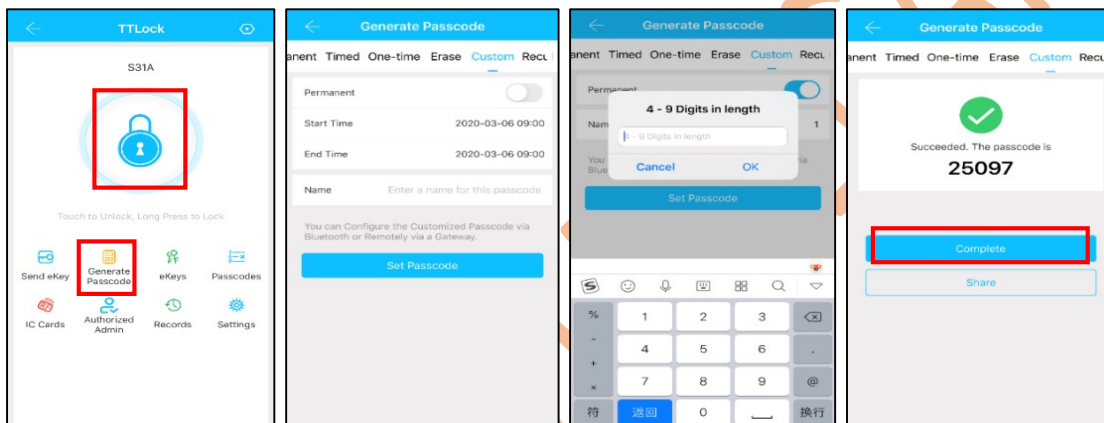 TTLock
S31A
Touch to Unlock, Long Press to Lock
Send eKey
Generate
Passcode
eKeys
Passcodes
IC Cards
Authorized
Admin
Records
Settings
Generate Passcode
anent Timed One-time Erase Custom Recu
Permanent
Start Time 2020-03-06 09:00
End Time 2020-03-06 09:00
Name Enter a name for this passcode
You can Configure the Customized Passcode via
Bluetooth or Remotely via a Gateway.
Set Passcode
Generate Passcode
anent Timed One-time Erase Custom Recu
Permanent
4 - 9 Digits in length
Nam 1
4 - 9 Digits in length
You via
Blue
Cancel OK
Set Passcode
% 1 2 3
- 4 5 6 .
+
× 7 8 9 @
符 返回 0 换行
Generate Passcode
anent Timed One-time Erase Custom Recu
Succeeded. The passcode is
25097
Complete
Share